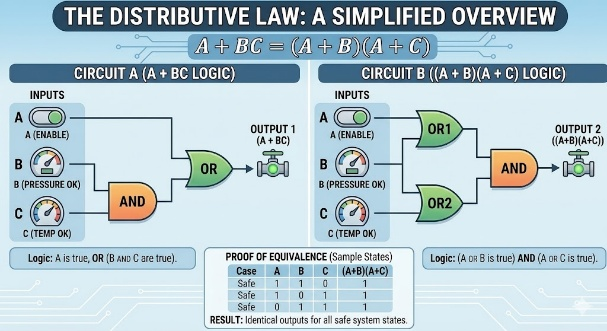 THE DISTRIBUTIVE LAW: A SIMPLIFIED OVERVIEW
A + BC = (A + B)(A + C)
CIRCUIT A (A + BC LOGIC)
INPUTS
A
A (ENABLE)
B
B (PRESSURE OK)
C
C (TEMP OK)
AND
OR
OUTPUT 1
(A + BC)
Logic: A is true, OR (B AND C are true).
CIRCUIT B ((A + B)(A + C) LOGIC)
INPUTS
A
A (ENABLE)
B
B (PRESSURE OK)
C
C (TEMP OK)
OR1
OR2
AND
OUTPUT 2
((A+B)(A+C))
Logic: (A OR B is true) AND (A OR C is true).
PROOF OF EQUIVALENCE (Sample States)
Case A B C (A+B)(A+C)
Safe 1 1 0 1
Safe 1 0 1 1
Safe 0 1 1 1
RESULT: Identical outputs for all safe system states.